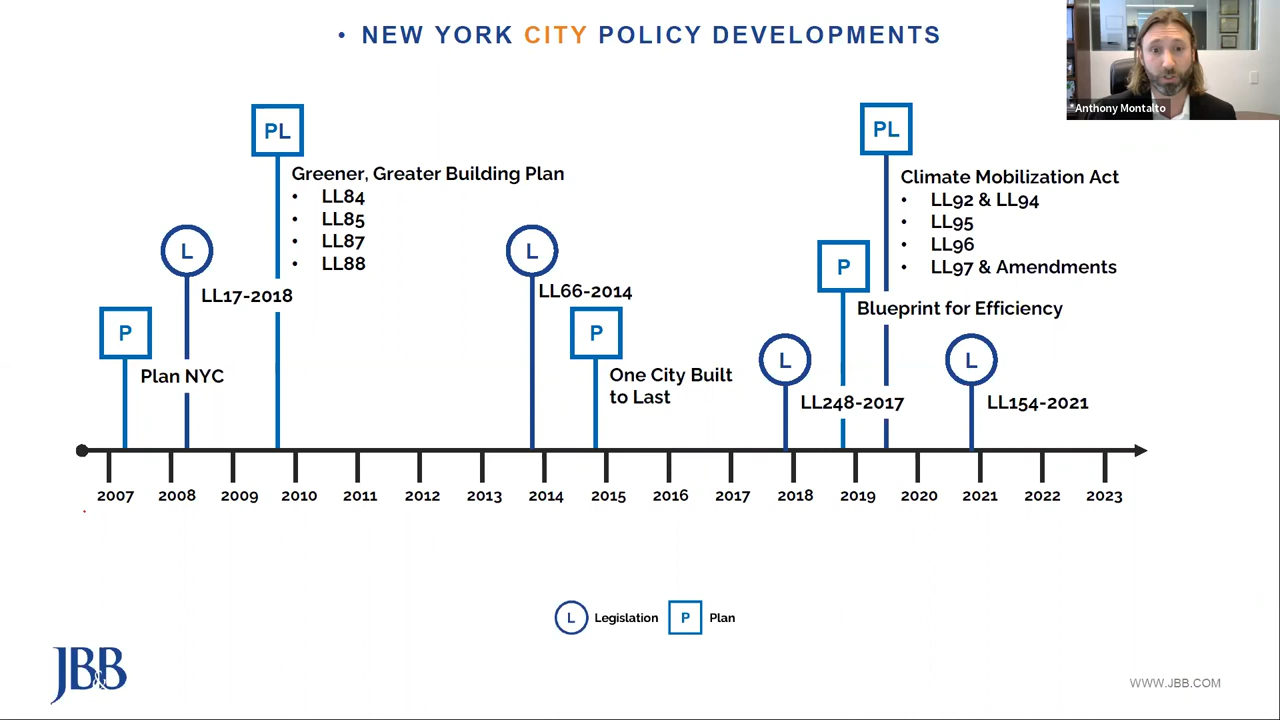 • NEW YORK CITY POLICY DEVELOPMENTS
*Anthony Montalto
PL
Greener, Greater Building Plan
• LL84
• LL85
• LL87
• LL88
L
LL17-2018
P
Plan NYC
L
LL66-2014
P
One City Built
to Last
PL
Climate Mobilization Act
• LL92 & LL94
• LL95
• LL96
• LL97 & Amendments
P
Blueprint for Efficiency
L
LL248-2017
L
LL154-2021
2007 2008 2009 2010 2011 2012 2013 2014 2015 2016 2017 2018 2019 2020 2021 2022 2023
L Legislation P Plan
JB&B
WWW.JBB.COM